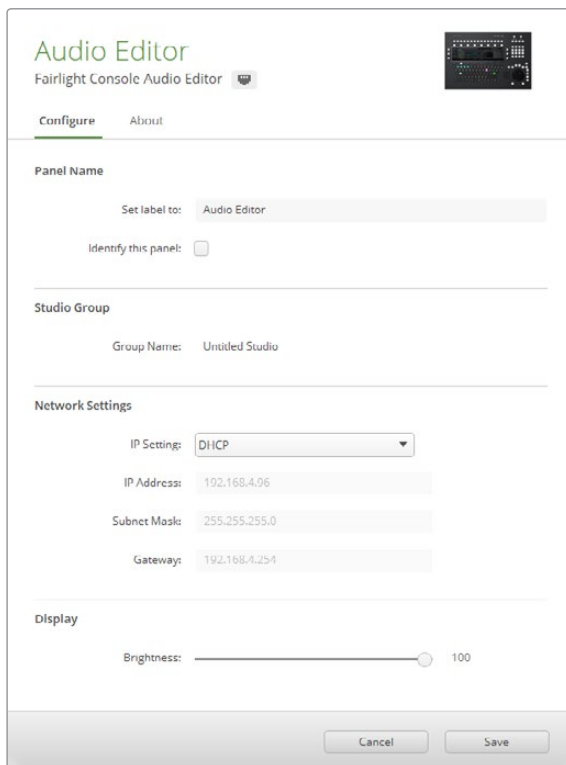 Audio Editor
Fairlight Console Audio Editor
Configure About
Panel Name
Set label to: Audio Editor
Identify this panel:
Studio Group
Group Name: Untitled Studio
Network Settings
IP Setting: DHCP
IP Address: 192.168.4.96
Subnet Mask: 255.255.255.0
Gateway: 192.168.4.254
Display
Brightness: 100
Cancel Save